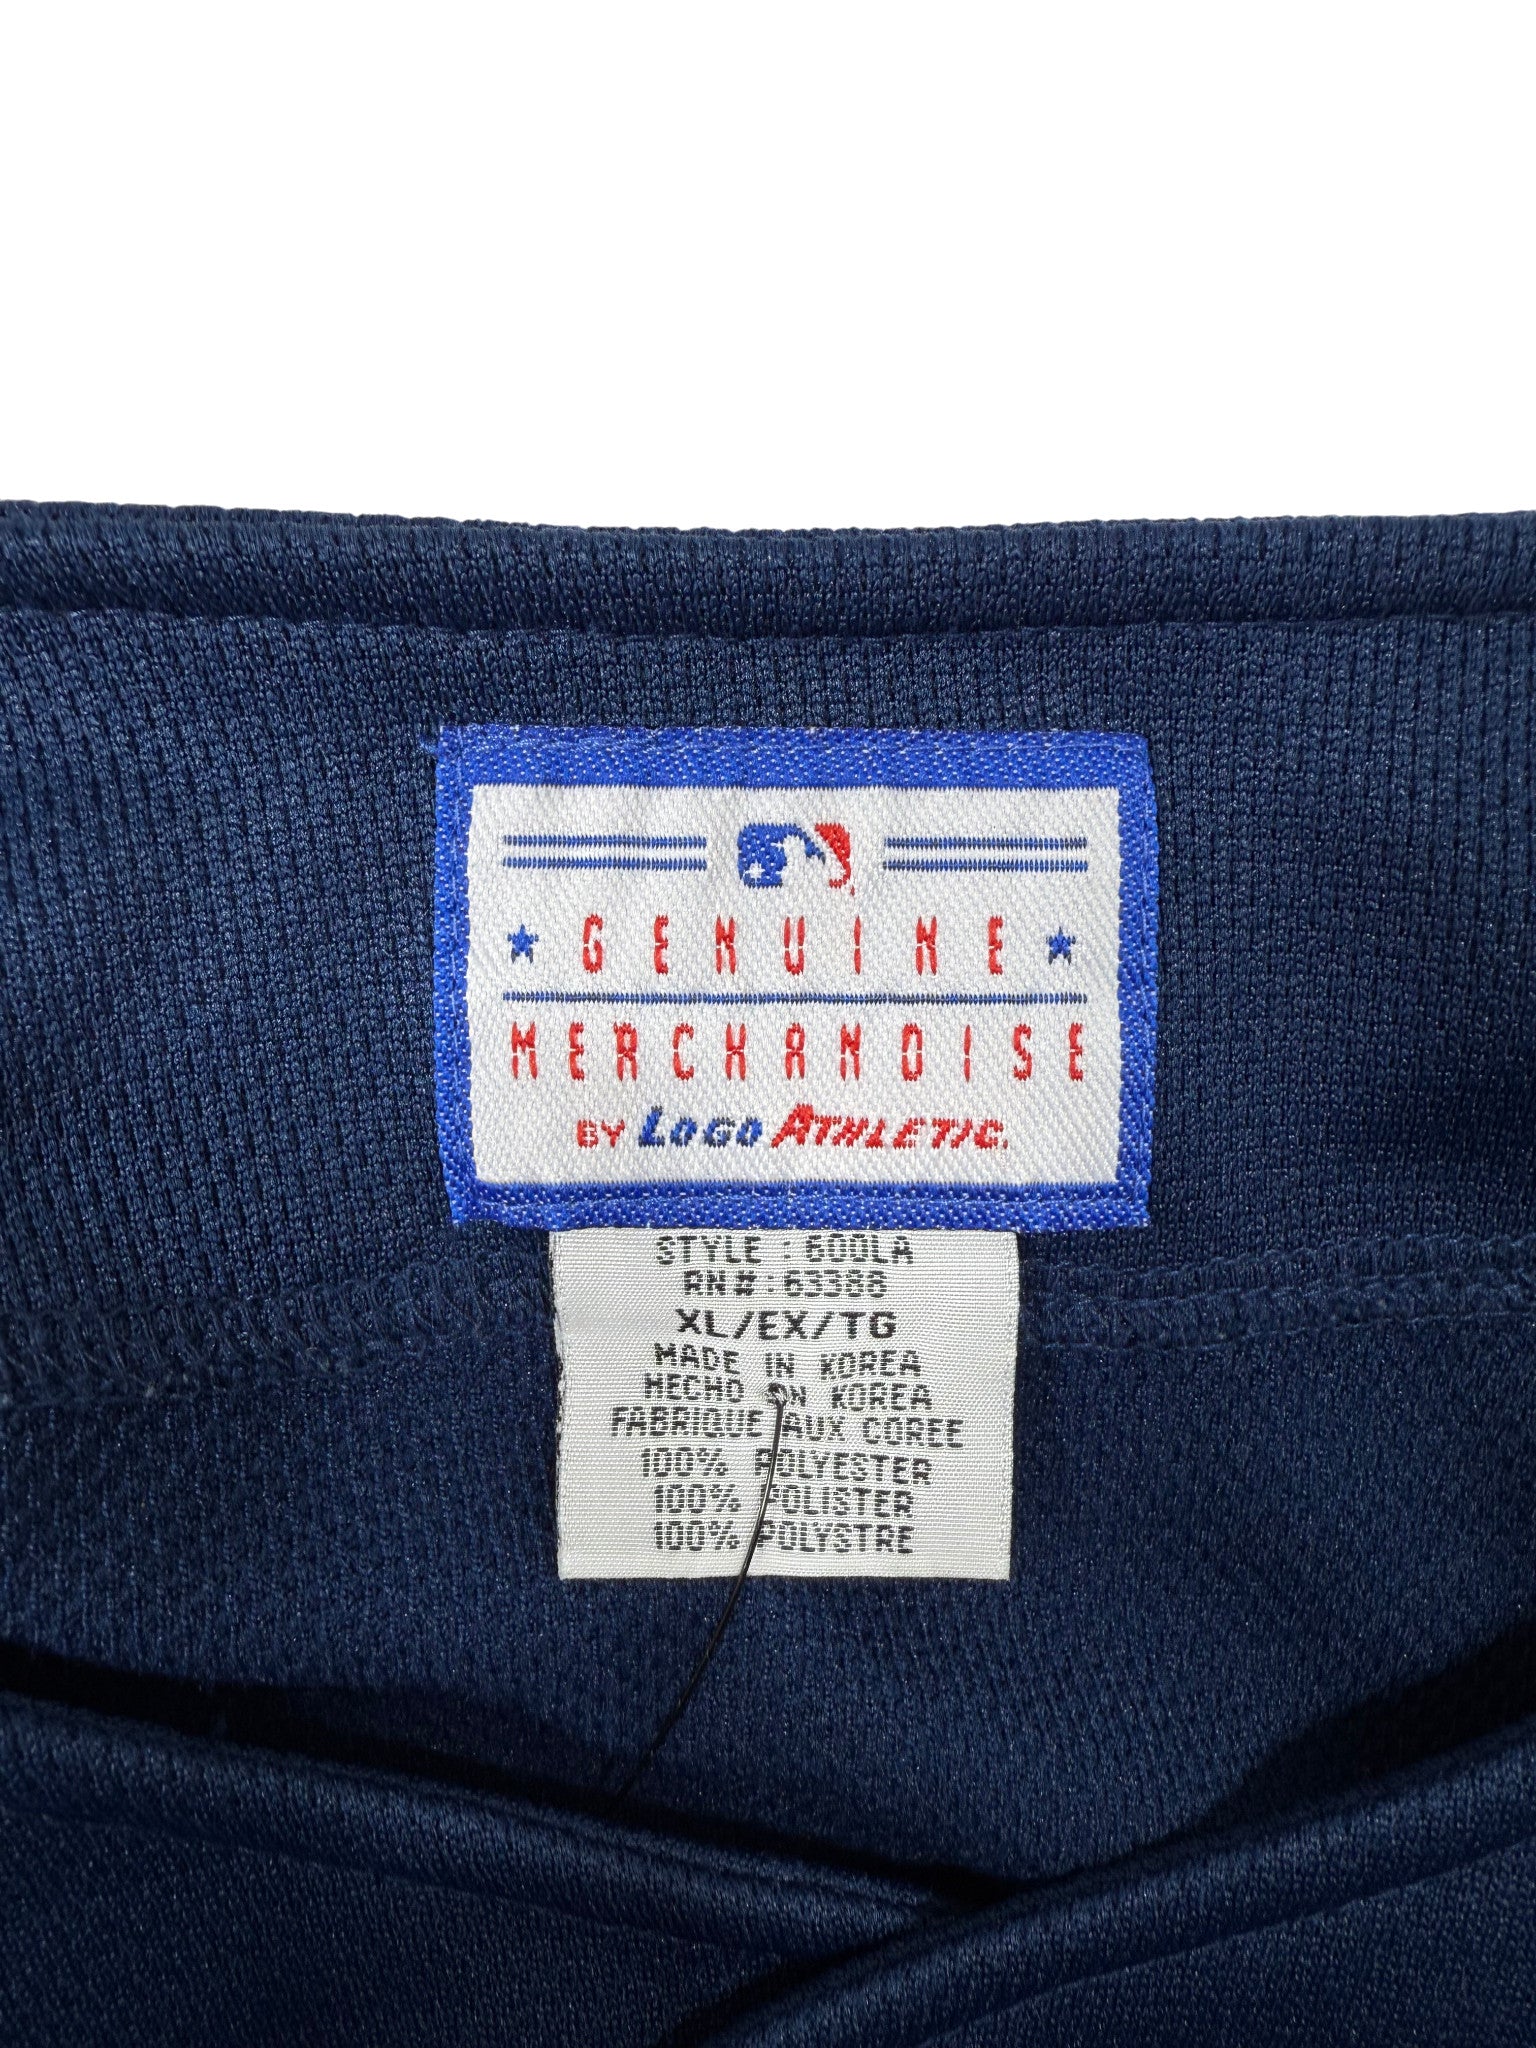 GENUINE
MERCHANDISE
BY LOGO ATHLETIC.
STYLE : 600LA
RN# : 63388
XL/EX/TG
MADE IN KOREA
HECHO EN KOREA
FABRIQUE AUX COREE
100% POLYESTER
100% POLISTER
100% POLYSTRE